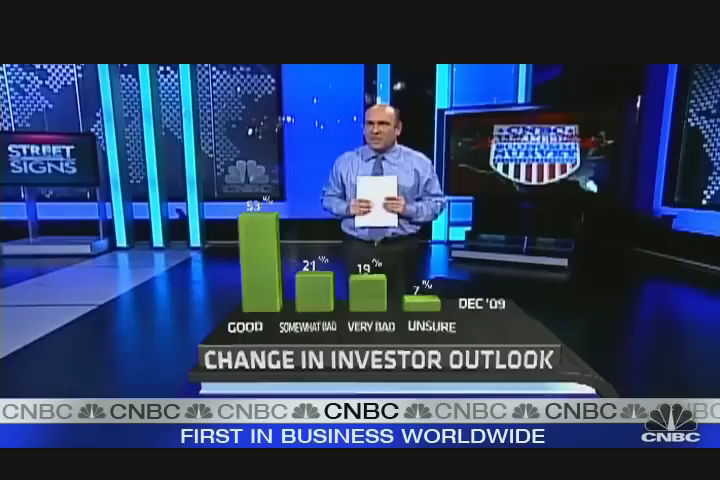 STREET
SIGNS
CNBC
53%
21%
19%
7%
DEC '09
GOOD SOMEWHAT BAD VERY BAD UNSURE
CHANGE IN INVESTOR OUTLOOK
CNBC CNBC CNBC CNBC CNBC CNBC CNBC
FIRST IN BUSINESS WORLDWIDE
CNBC